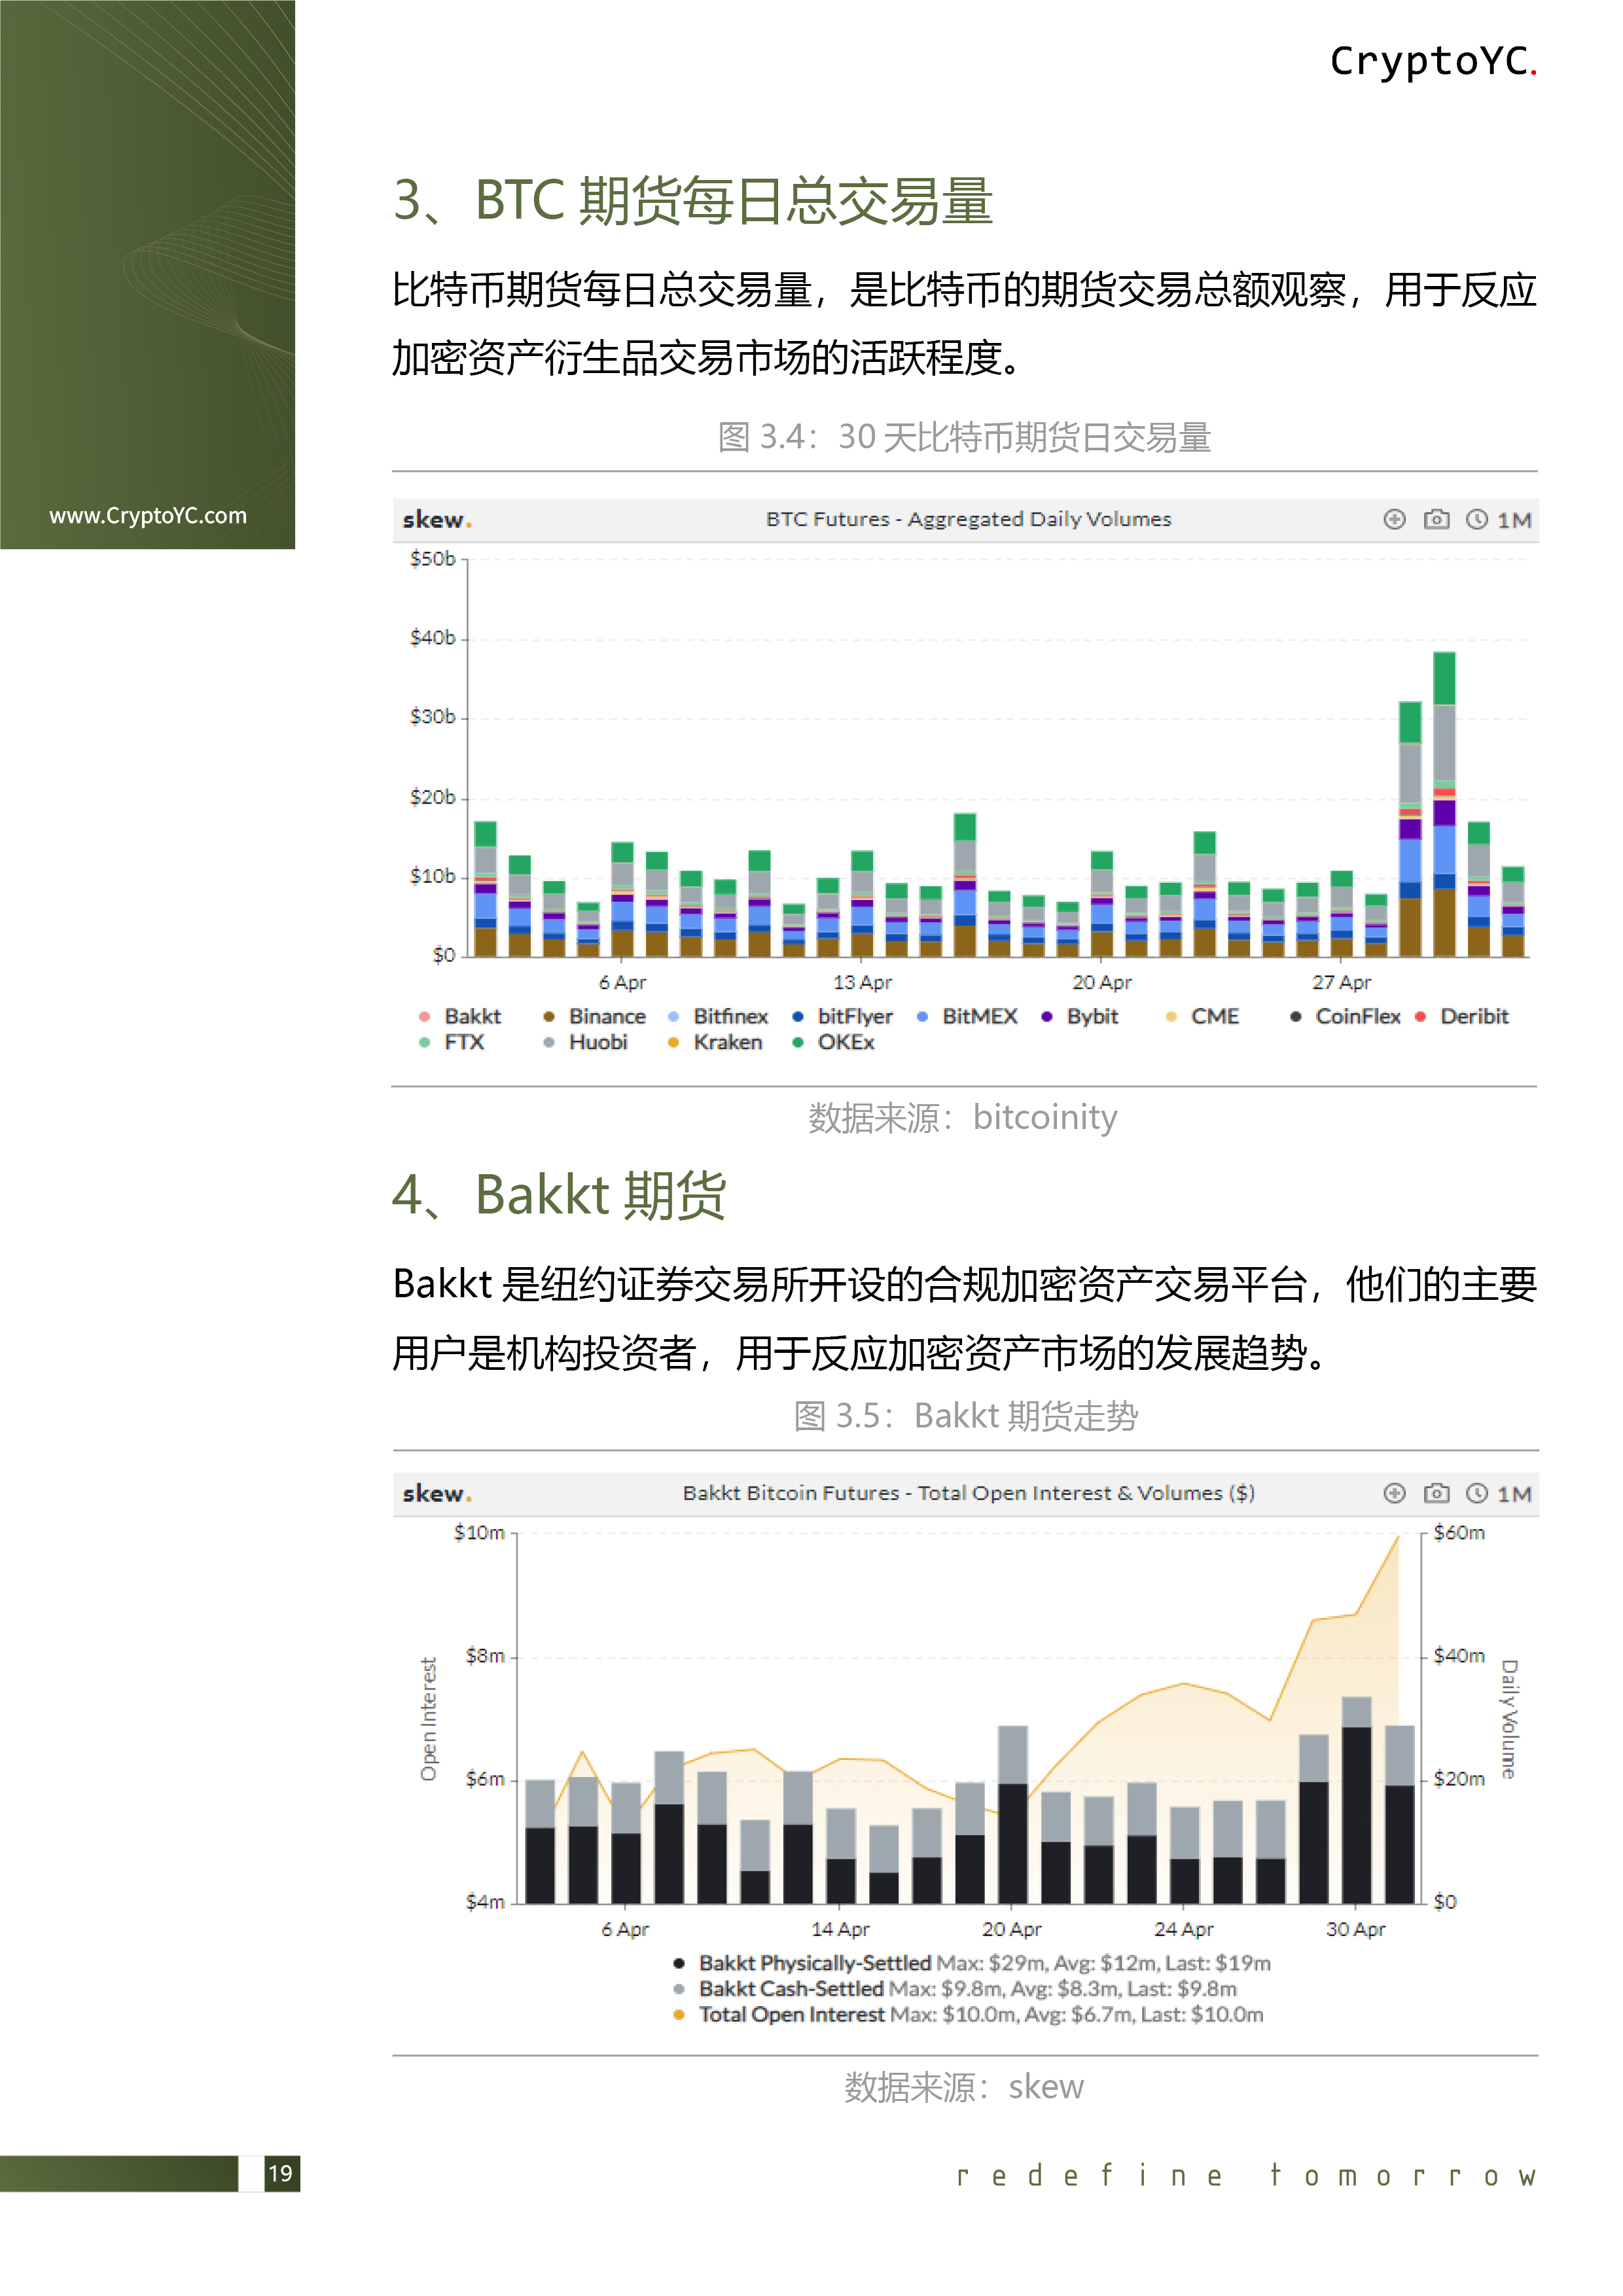 CryptoYC.
www.CryptoYC.com
3、BTC 期货每日总交易量
比特币期货每日总交易量，是比特币的期货交易总额观察，用于反应
加密资产衍生品交易市场的活跃程度。
图 3.4：30 天比特币期货日交易量
skew. BTC Futures - Aggregated Daily Volumes 1M
$50b
$40b
$30b
$20b
$10b
$0
6 Apr 13 Apr 20 Apr 27 Apr
Bakkt Binance Bitfinex bitFlyer BitMEX Bybit CME CoinFlex Deribit
FTX Huobi Kraken OKEx
数据来源：bitcoinity
4、Bakkt 期货
Bakkt 是纽约证券交易所开设的合规加密资产交易平台，他们的主要
用户是机构投资者，用于反应加密资产市场的发展趋势。
图 3.5：Bakkt 期货走势
skew. Bakkt Bitcoin Futures - Total Open Interest & Volumes ($) 1M
$10m $60m
$8m $40m
Open Interest
Daily Volume
$6m $20m
$4m $0
6 Apr 14 Apr 20 Apr 24 Apr 30 Apr
Bakkt Physically-Settled Max: $29m, Avg: $12m, Last: $19m
Bakkt Cash-Settled Max: $9.8m, Avg: $8.3m, Last: $9.8m
Total Open Interest Max: $10.0m, Avg: $6.7m, Last: $10.0m
数据来源：skew
19
redefine tomorrow